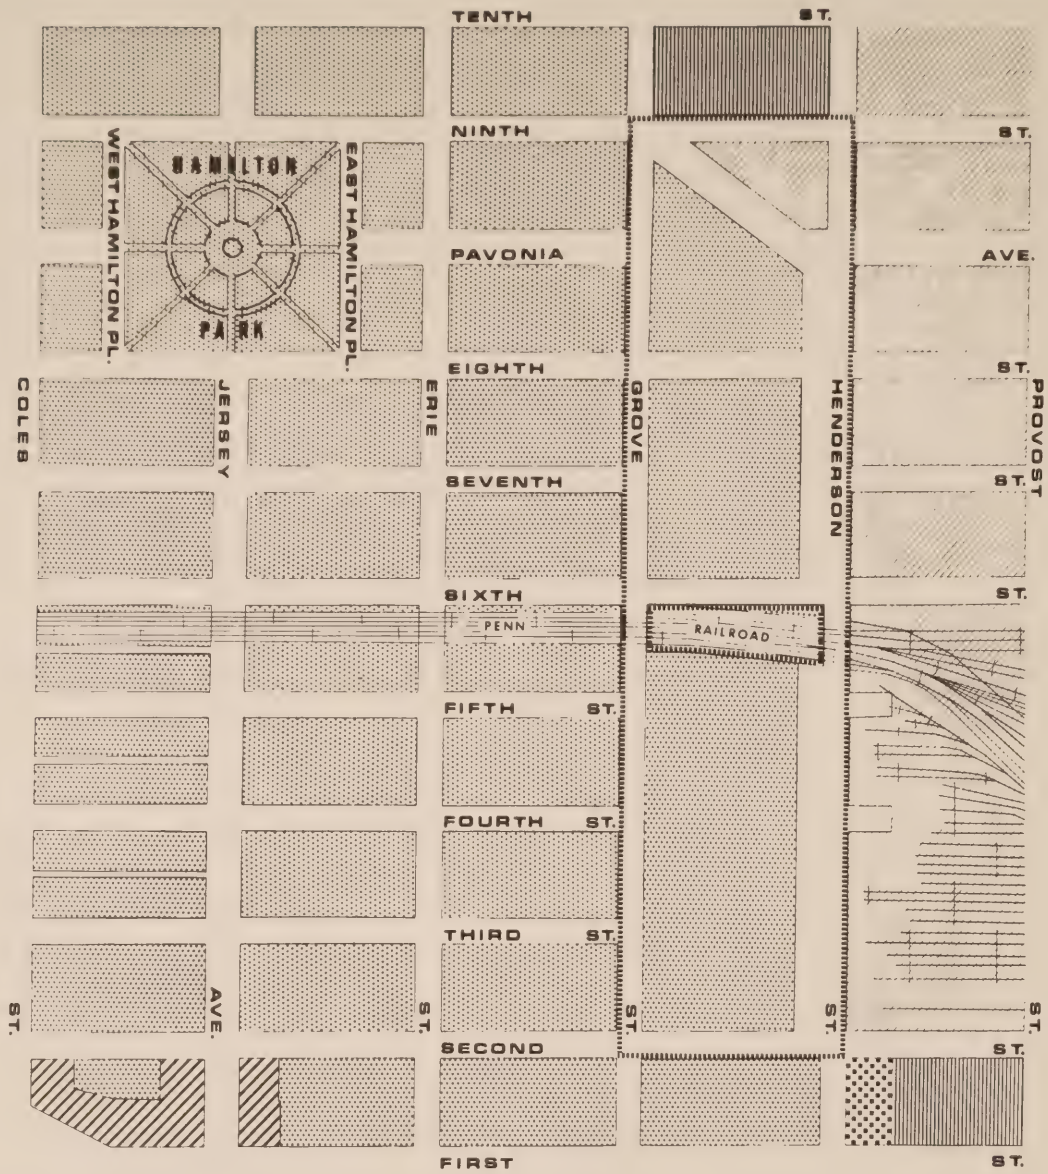 TENTH ST.
NINTH ST.
HAMILTON PARK
WEST HAMILTON PL.
EAST HAMILTON PL.
PAVONIA AVE.
EIGHTH ST.
COLES ST.
JERSEY AVE.
ERIE ST.
GROVE ST.
HENDERSON ST.
PROVOST ST.
SEVENTH ST.
SIXTH ST.
PENN RAILROAD
FIFTH ST.
FOURTH ST.
THIRD ST.
SECOND ST.
FIRST ST.